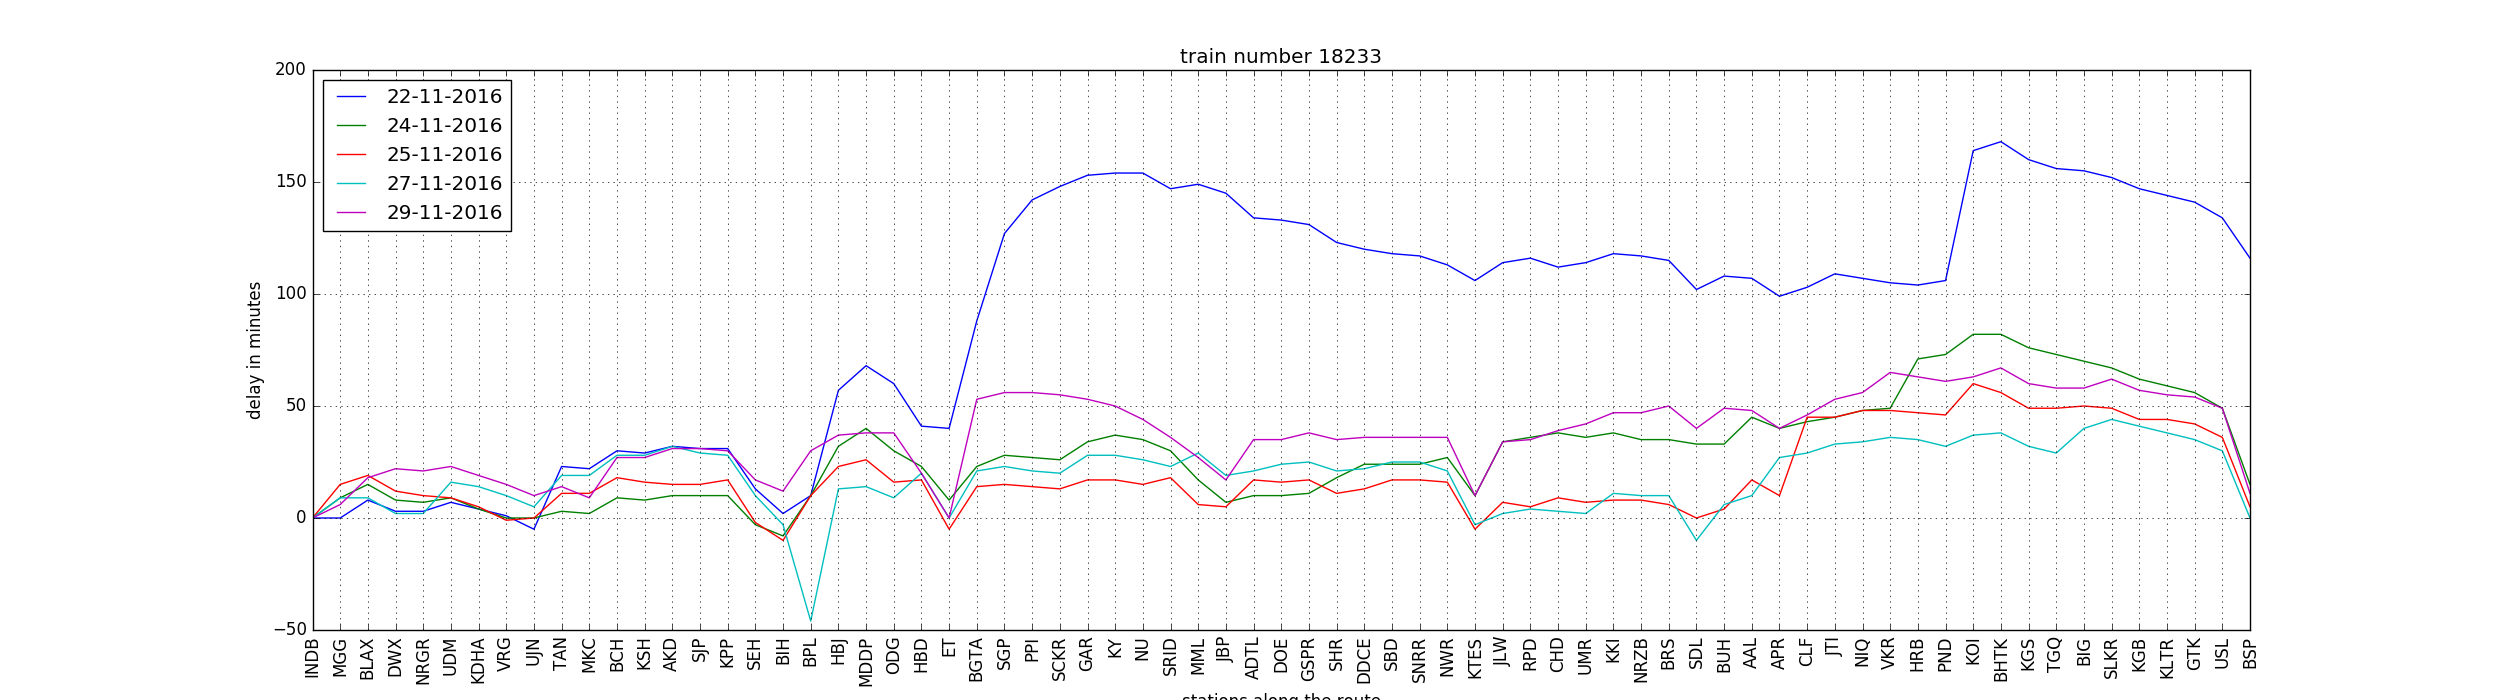 train number 18233
200
150
100
50
0
−50
delay in minutes
22-11-2016
24-11-2016
25-11-2016
27-11-2016
29-11-2016
INDB
MGG
BLAX
DWX
NRGR
UDM
KDHA
VRG
UJN
TAN
MKC
BCH
KSH
AKD
SJP
KPP
SEH
BIH
BPL
HBJ
MDDP
ODG
HBD
ET
BGTA
SGP
PPI
SCKR
GAR
KY
NU
SRID
MML
JBP
ADTL
DOE
GSPR
SHR
DDCE
SBD
SNRR
NWR
KTES
JLW
RPD
CHD
UMR
KKI
NRZB
BRS
SDL
BUH
AAL
APR
CLF
JTI
NIQ
VKR
HRB
PND
KOI
BHTK
KGS
TGQ
BIG
SLKR
KGB
KLTR
GTK
USL
BSP
stations along the route